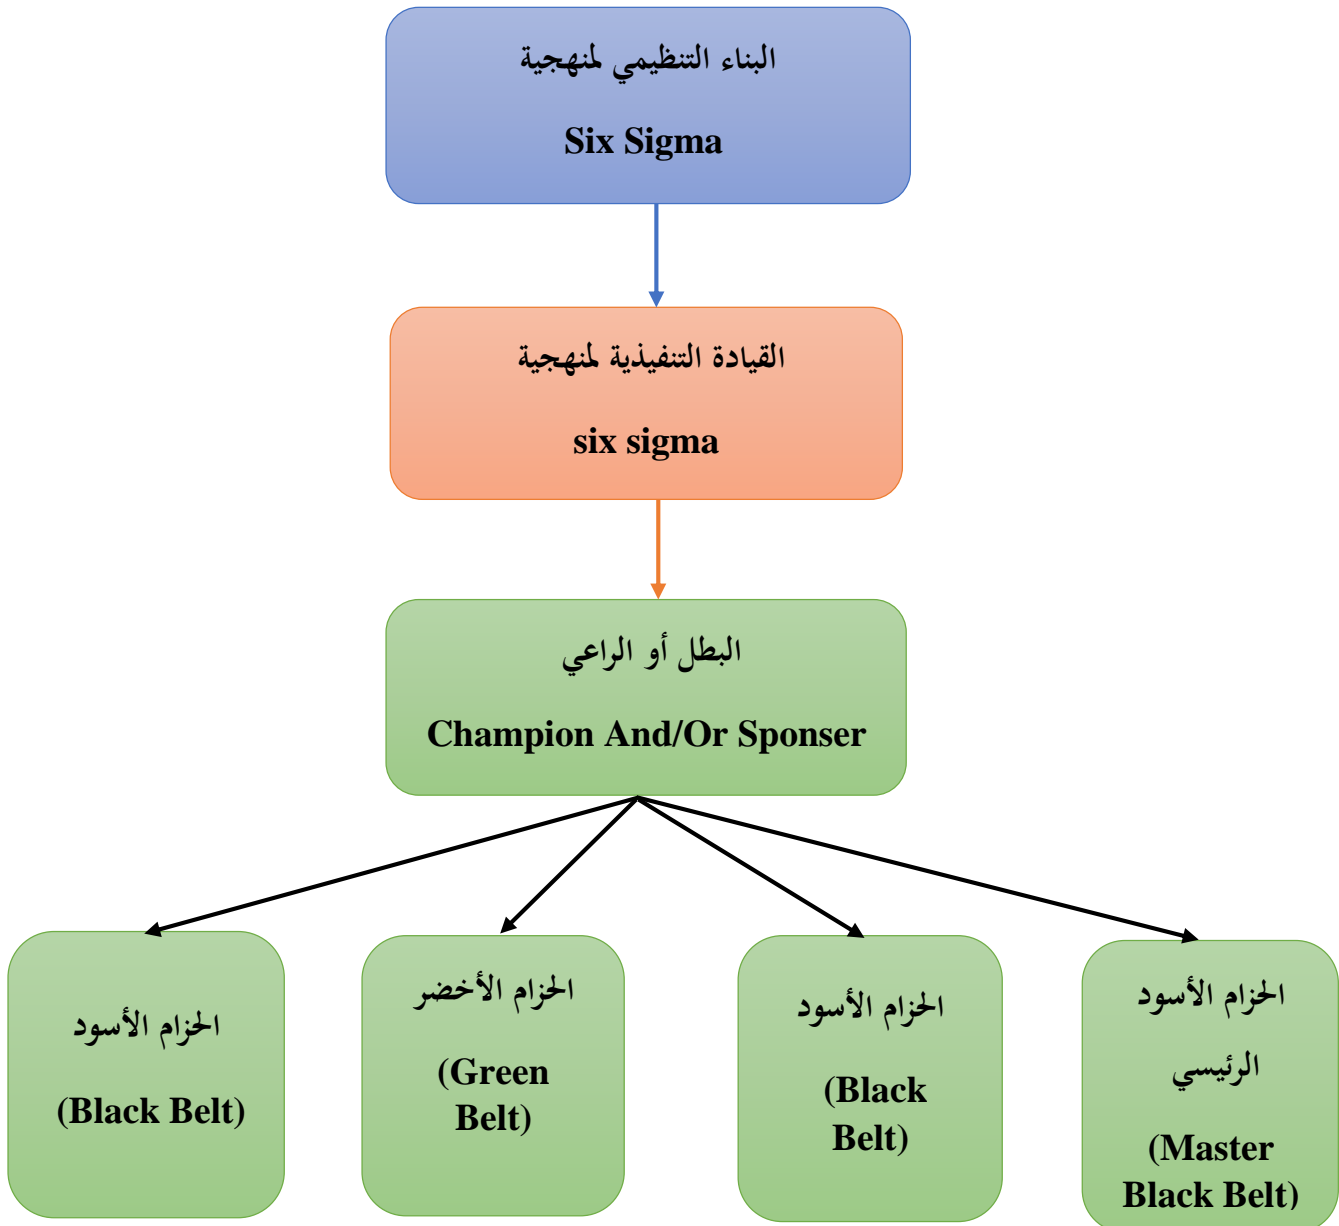 البناء التنظيمي لمنهجية
Six Sigma
القيادة التنفيذية لمنهجية
six sigma
البطل أو الراعي
Champion And/Or Sponser
الحزام الأسود
الرئيسي
(Master
Black Belt)
الحزام الأسود
(Black
Belt)
الحزام الأخضر
(Green
Belt)
الحزام الأسود
(Black Belt)